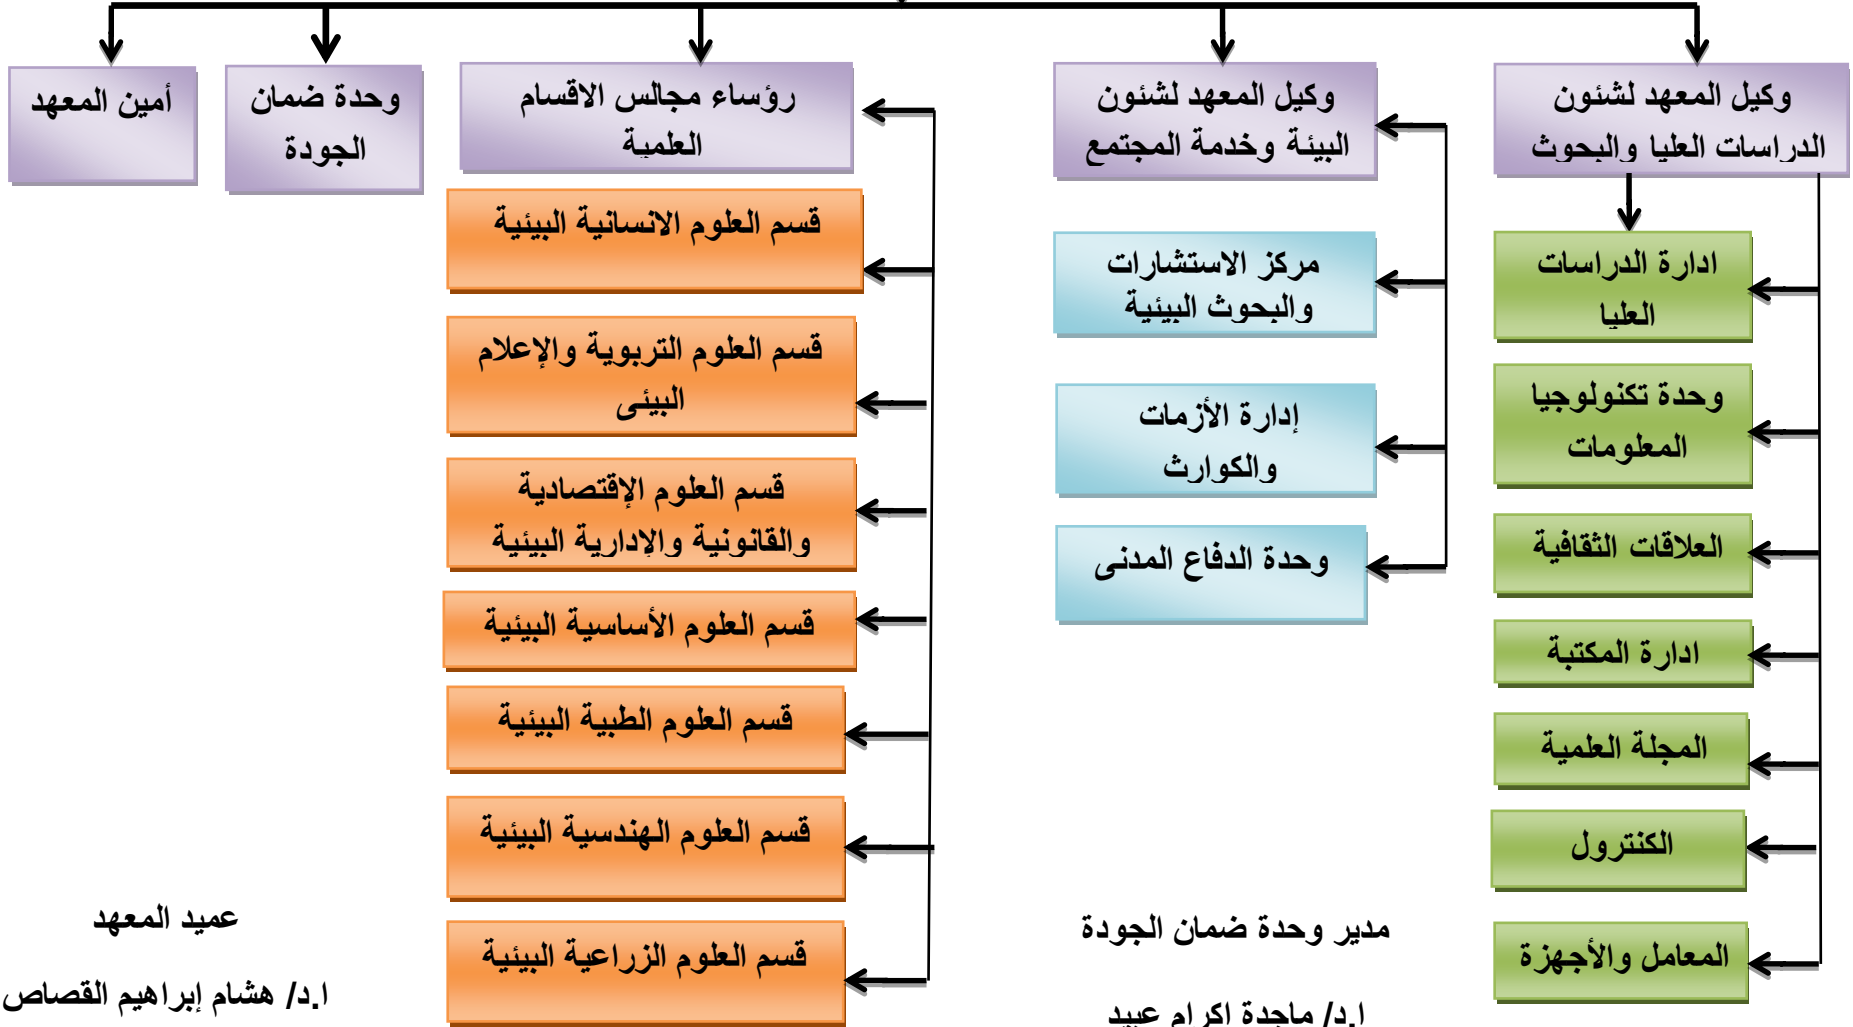 وكيل المعهد لشئون
الدراسات العليا والبحوث
وكيل المعهد لشئون
البيئة وخدمة المجتمع
رؤساء مجالس الاقسام
العلمية
وحدة ضمان
الجودة
أمين المعهد
ادارة الدراسات
العليا
وحدة تكنولوجيا
المعلومات
العلاقات الثقافية
ادارة المكتبة
المجلة العلمية
الكنترول
المعامل والأجهزة
مركز الاستشارات
والبحوث البيئية
إدارة الأزمات
والكوارث
وحدة الدفاع المدنى
قسم العلوم الانسانية البيئية
قسم العلوم التربوية والإعلام
البيئى
قسم العلوم الإقتصادية
والقانونية والإدارية البيئية
قسم العلوم الأساسية البيئية
قسم العلوم الطبية البيئية
قسم العلوم الهندسية البيئية
قسم العلوم الزراعية البيئية
مدير وحدة ضمان الجودة
ا.د/ ماجدة اكرام عبيد
عميد المعهد
ا.د/ هشام إبراهيم القصاص